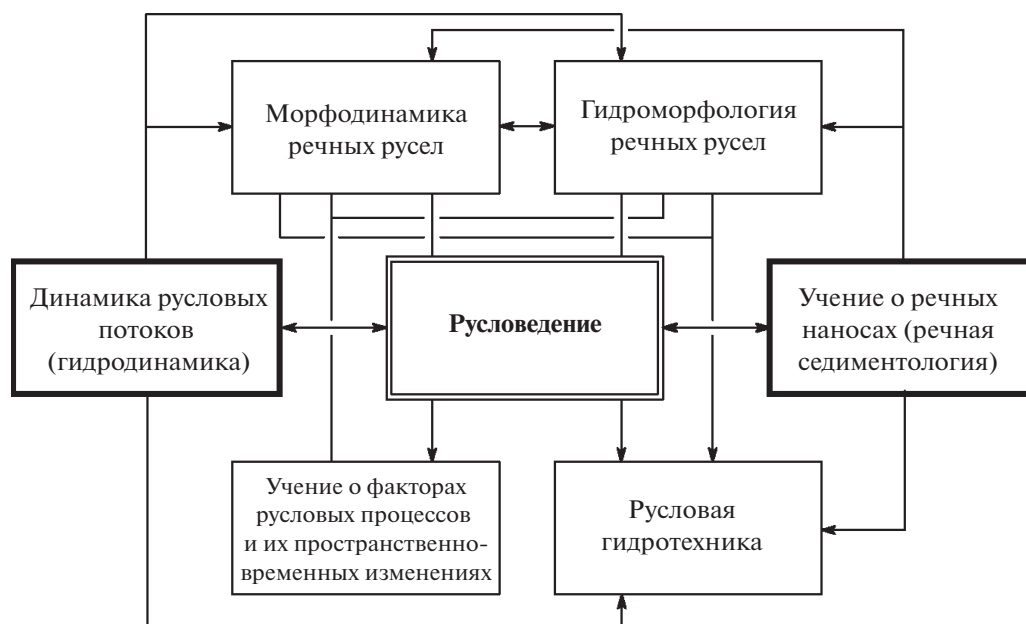 Морфодинамика
речных русел
Гидроморфология
речных русел
Динамика русловых
потоков
(гидродинамика)
Русловедение
Учение о речных
наносах (речная
седиментология)
Учение о факторах
русловых процессов
и их пространственно-
временных изменениях
Русловая
гидротехника